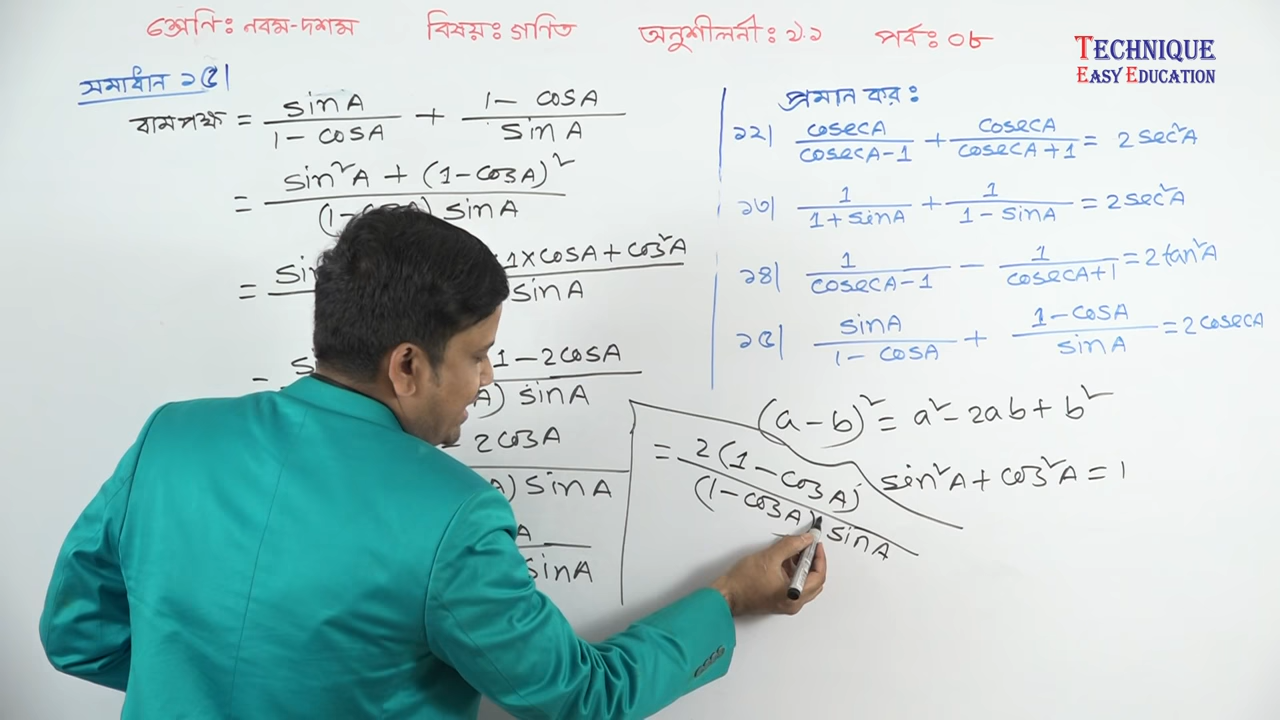 শ্রেণি: নবম-দশম বিষয়: গণিত অনুশীলনী: ৯.১ পর্ব: ০৮
TECHNIQUE
EASY EDUCATION
সমাধান ১৫|
বামপক্ষ = sinA/(1-cosA) + (1-cosA)/sinA
= (sin²A + (1-cosA)²)/((1-cosA) sinA)
= sin 1×cosA + cos²A
sinA
= 1-2cosA
A) sinA
2cosA
A) sinA
A
sinA
প্রমান কর:
১২| cosecA/(cosecA-1) + cosecA/(cosecA+1) = 2sec²A
১৩| 1/(1+sinA) + 1/(1-sinA) = 2sec²A
১৪| 1/(cosecA-1) - 1/(cosecA+1) = 2tan²A
১৫| sinA/(1-cosA) + (1-cosA)/sinA = 2cosecA
(a-b)² = a²-2ab+b²
sin²A + cos²A = 1
= 2(1-cosA)/((1-cosA) sinA)